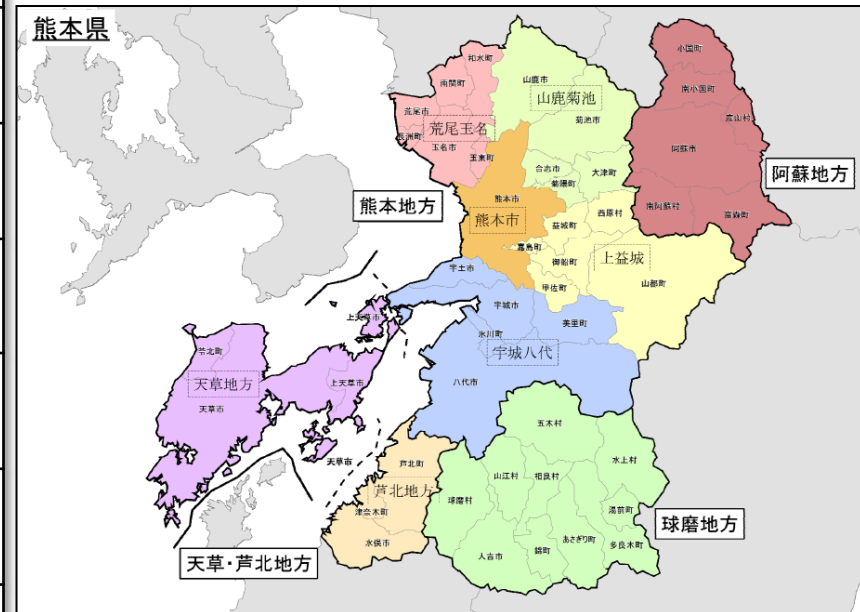 熊本県
和水町
南関町
荒尾市
長洲町
荒尾玉名
玉名市
玉東町
山鹿市
山鹿菊池
菊池市
合志市
菊陽町
大津町
小国町
南小国町
産山村
阿蘇市
南阿蘇村
高森町
阿蘇地方
熊本地方
熊本市
熊本市
西原村
益城町
嘉島町
御船町
上益城
甲佐町
山都町
宇土市
宇城市
美里町
氷川町
宇城八代
八代市
上天草市
苓北町
天草地方
上天草市
天草市
天草市
芦北町
芦北地方
津奈木町
水俣市
天草・芦北地方
五木村
水上村
山江村
相良村
球磨村
湯前町
あさぎり町
多良木町
錦町
人吉市
球磨地方